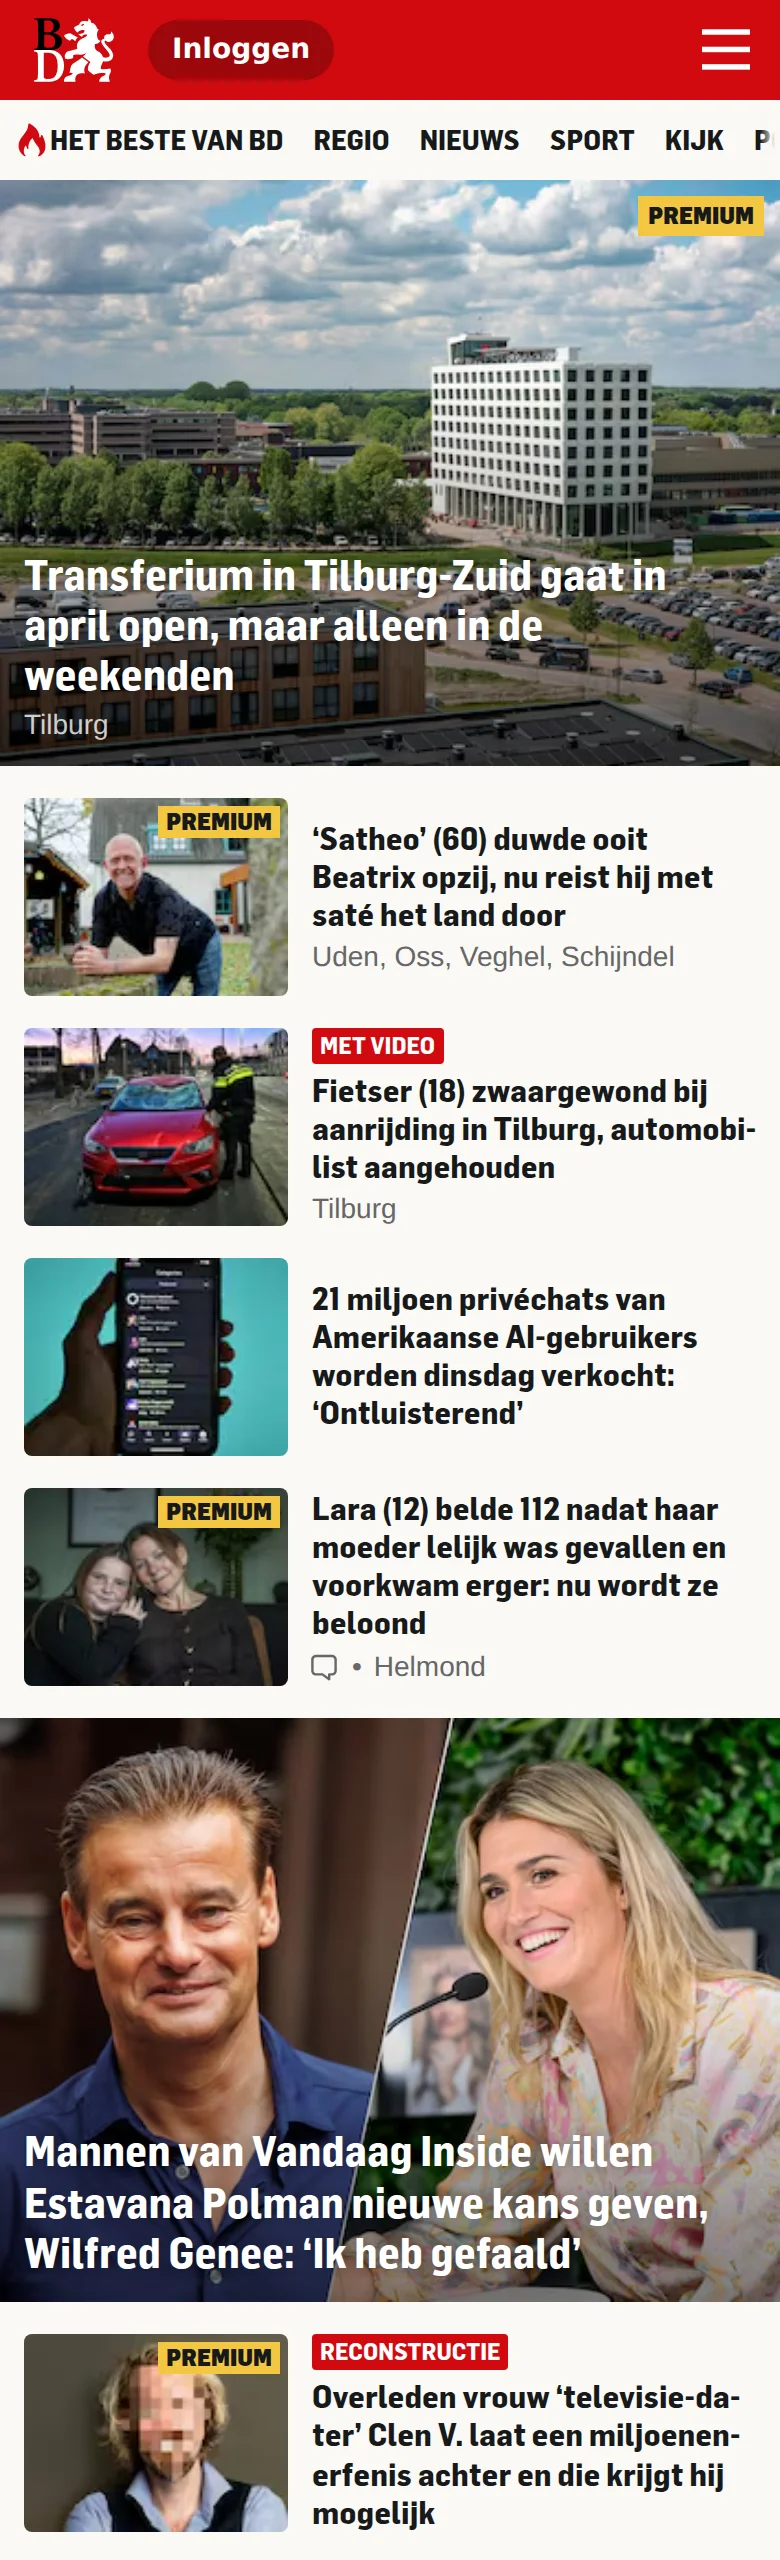 BD
Inloggen
HET BESTE VAN BD REGIO NIEUWS SPORT KIJK
PREMIUM
Transferium in Tilburg-Zuid gaat in
april open, maar alleen in de
weekenden
Tilburg
PREMIUM
‘Satheo’ (60) duwde ooit
Beatrix opzij, nu reist hij met
saté het land door
Uden, Oss, Veghel, Schijndel
MET VIDEO
Fietser (18) zwaargewond bij
aanrijding in Tilburg, automobi-
list aangehouden
Tilburg
21 miljoen privéchats van
Amerikaanse AI-gebruikers
worden dinsdag verkocht:
‘Ontluisterend’
PREMIUM
Lara (12) belde 112 nadat haar
moeder lelijk was gevallen en
voorkwam erger: nu wordt ze
beloond
• Helmond
Mannen van Vandaag Inside willen
Estavana Polman nieuwe kans geven,
Wilfred Genee: ‘Ik heb gefaald’
PREMIUM
RECONSTRUCTIE
Overleden vrouw ‘televisie-da-
ter’ Clen V. laat een miljoenen-
erfenis achter en die krijgt hij
mogelijk